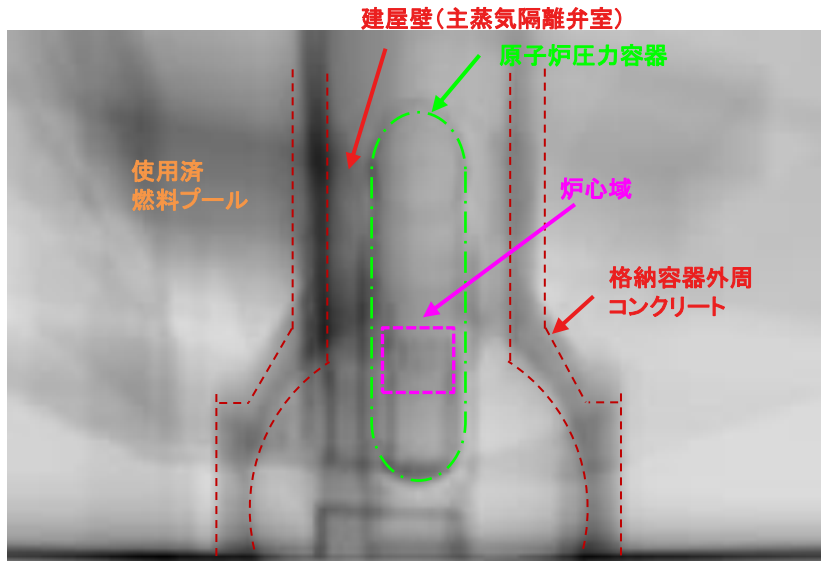 建屋壁（主蒸気隔離弁室）
原子炉圧力容器
使用済
燃料プール
炉心域
格納容器外周
コンクリート